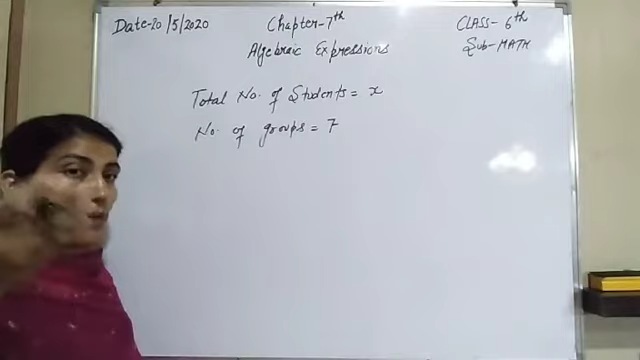 Date-20/5/2020
Chapter-7th
CLASS- 6th
Algebraic Expressions
Sub- MATH
Total No. of Students = x
No. of groups = 7